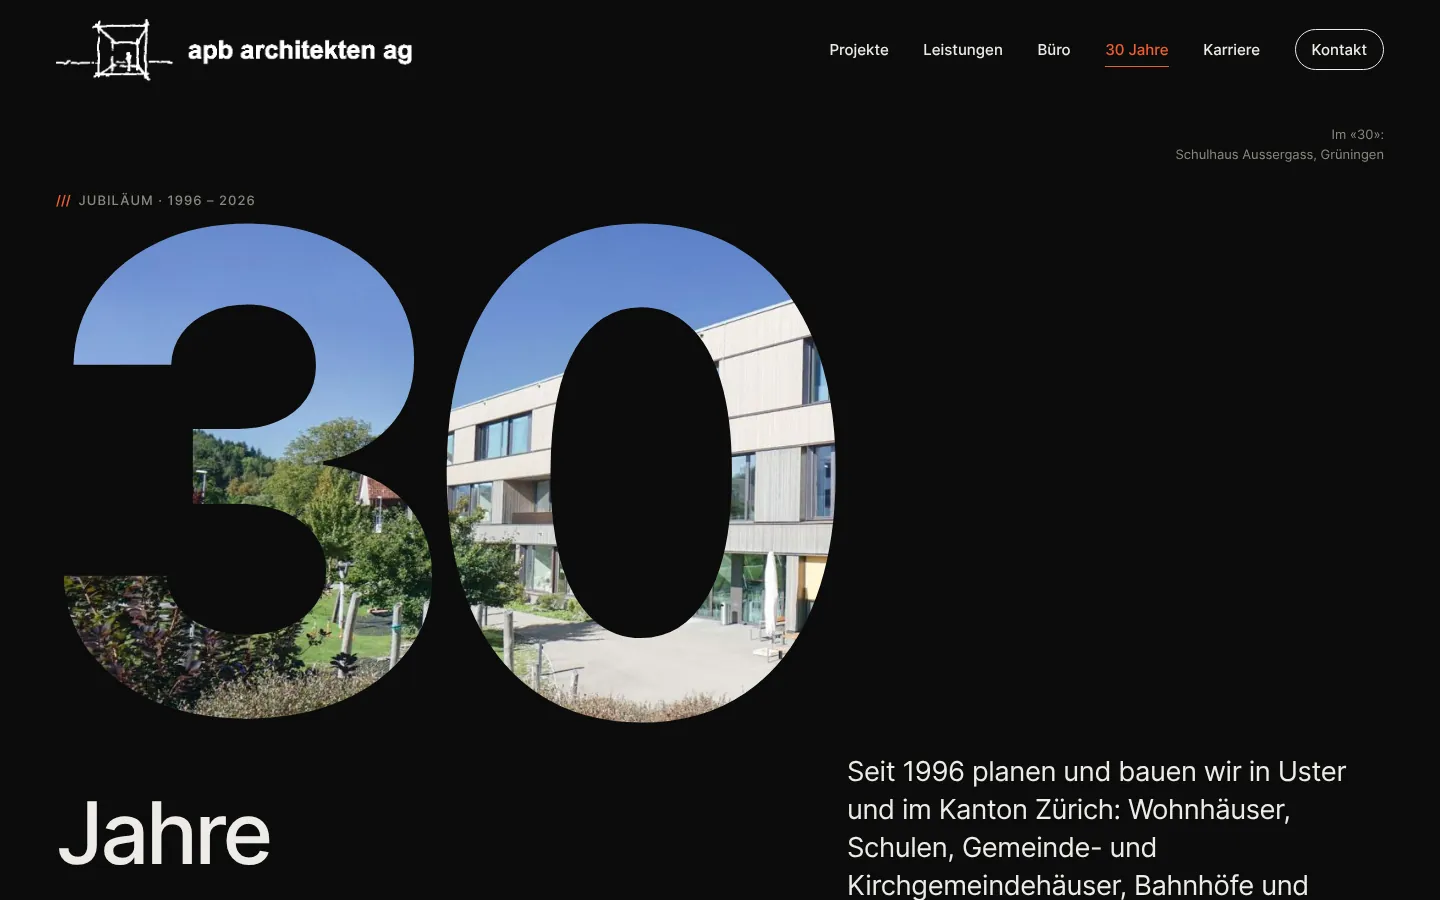 apb architekten ag
Projekte
Leistungen
Büro
30 Jahre
Karriere
Kontakt
Im «30»:
Schulhaus Aussergass, Grüningen
/// JUBILÄUM · 1996 – 2026
30
Jahre
Seit 1996 planen und bauen wir in Uster
und im Kanton Zürich: Wohnhäuser,
Schulen, Gemeinde- und
Kirchgemeindehäuser, Bahnhöfe und